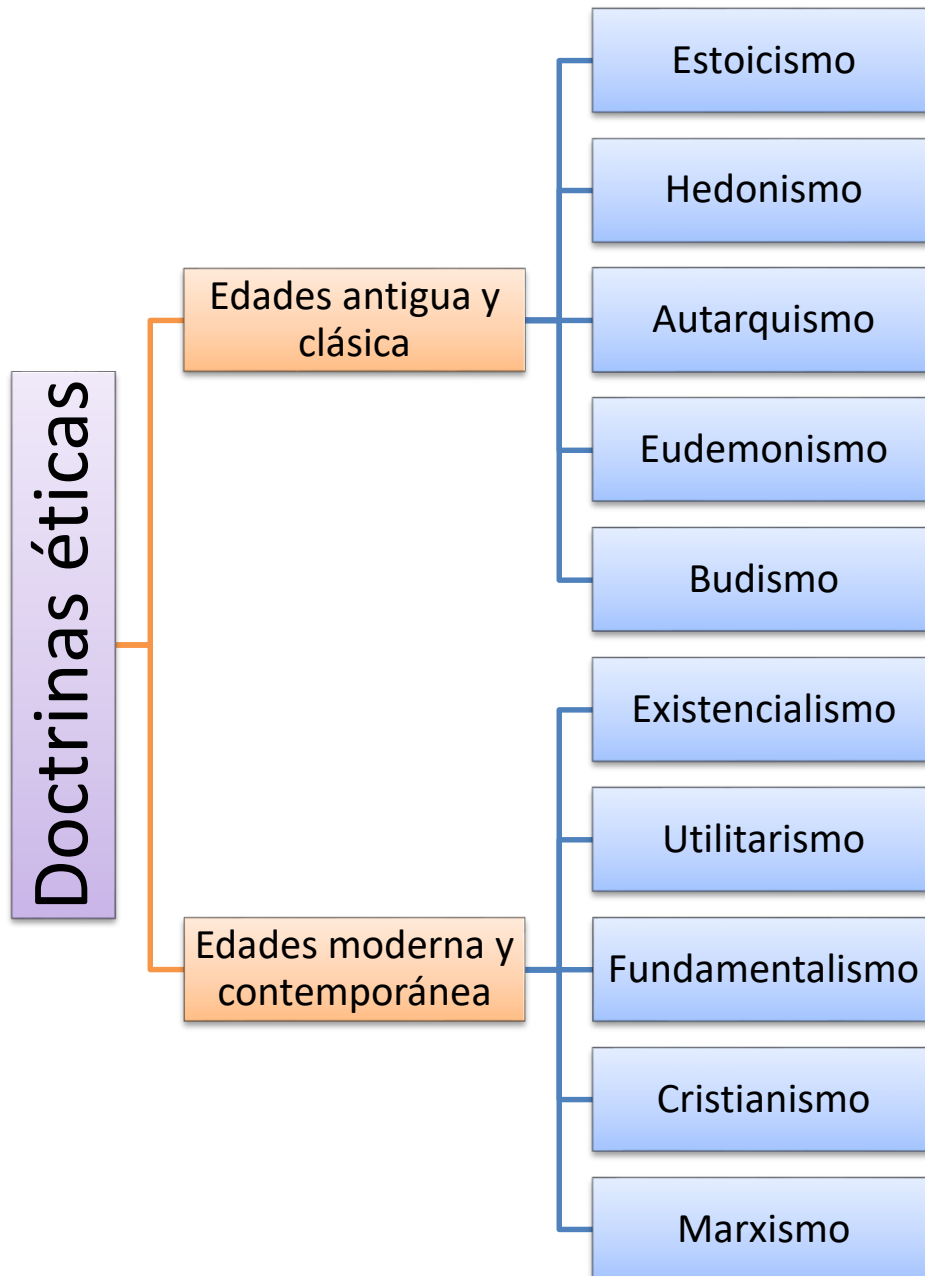 Doctrinas éticas
Edades antigua y
clásica
Estoicismo
Hedonismo
Autarquismo
Eudemonismo
Budismo
Edades moderna y
contemporánea
Existencialismo
Utilitarismo
Fundamentalismo
Cristianismo
Marxismo